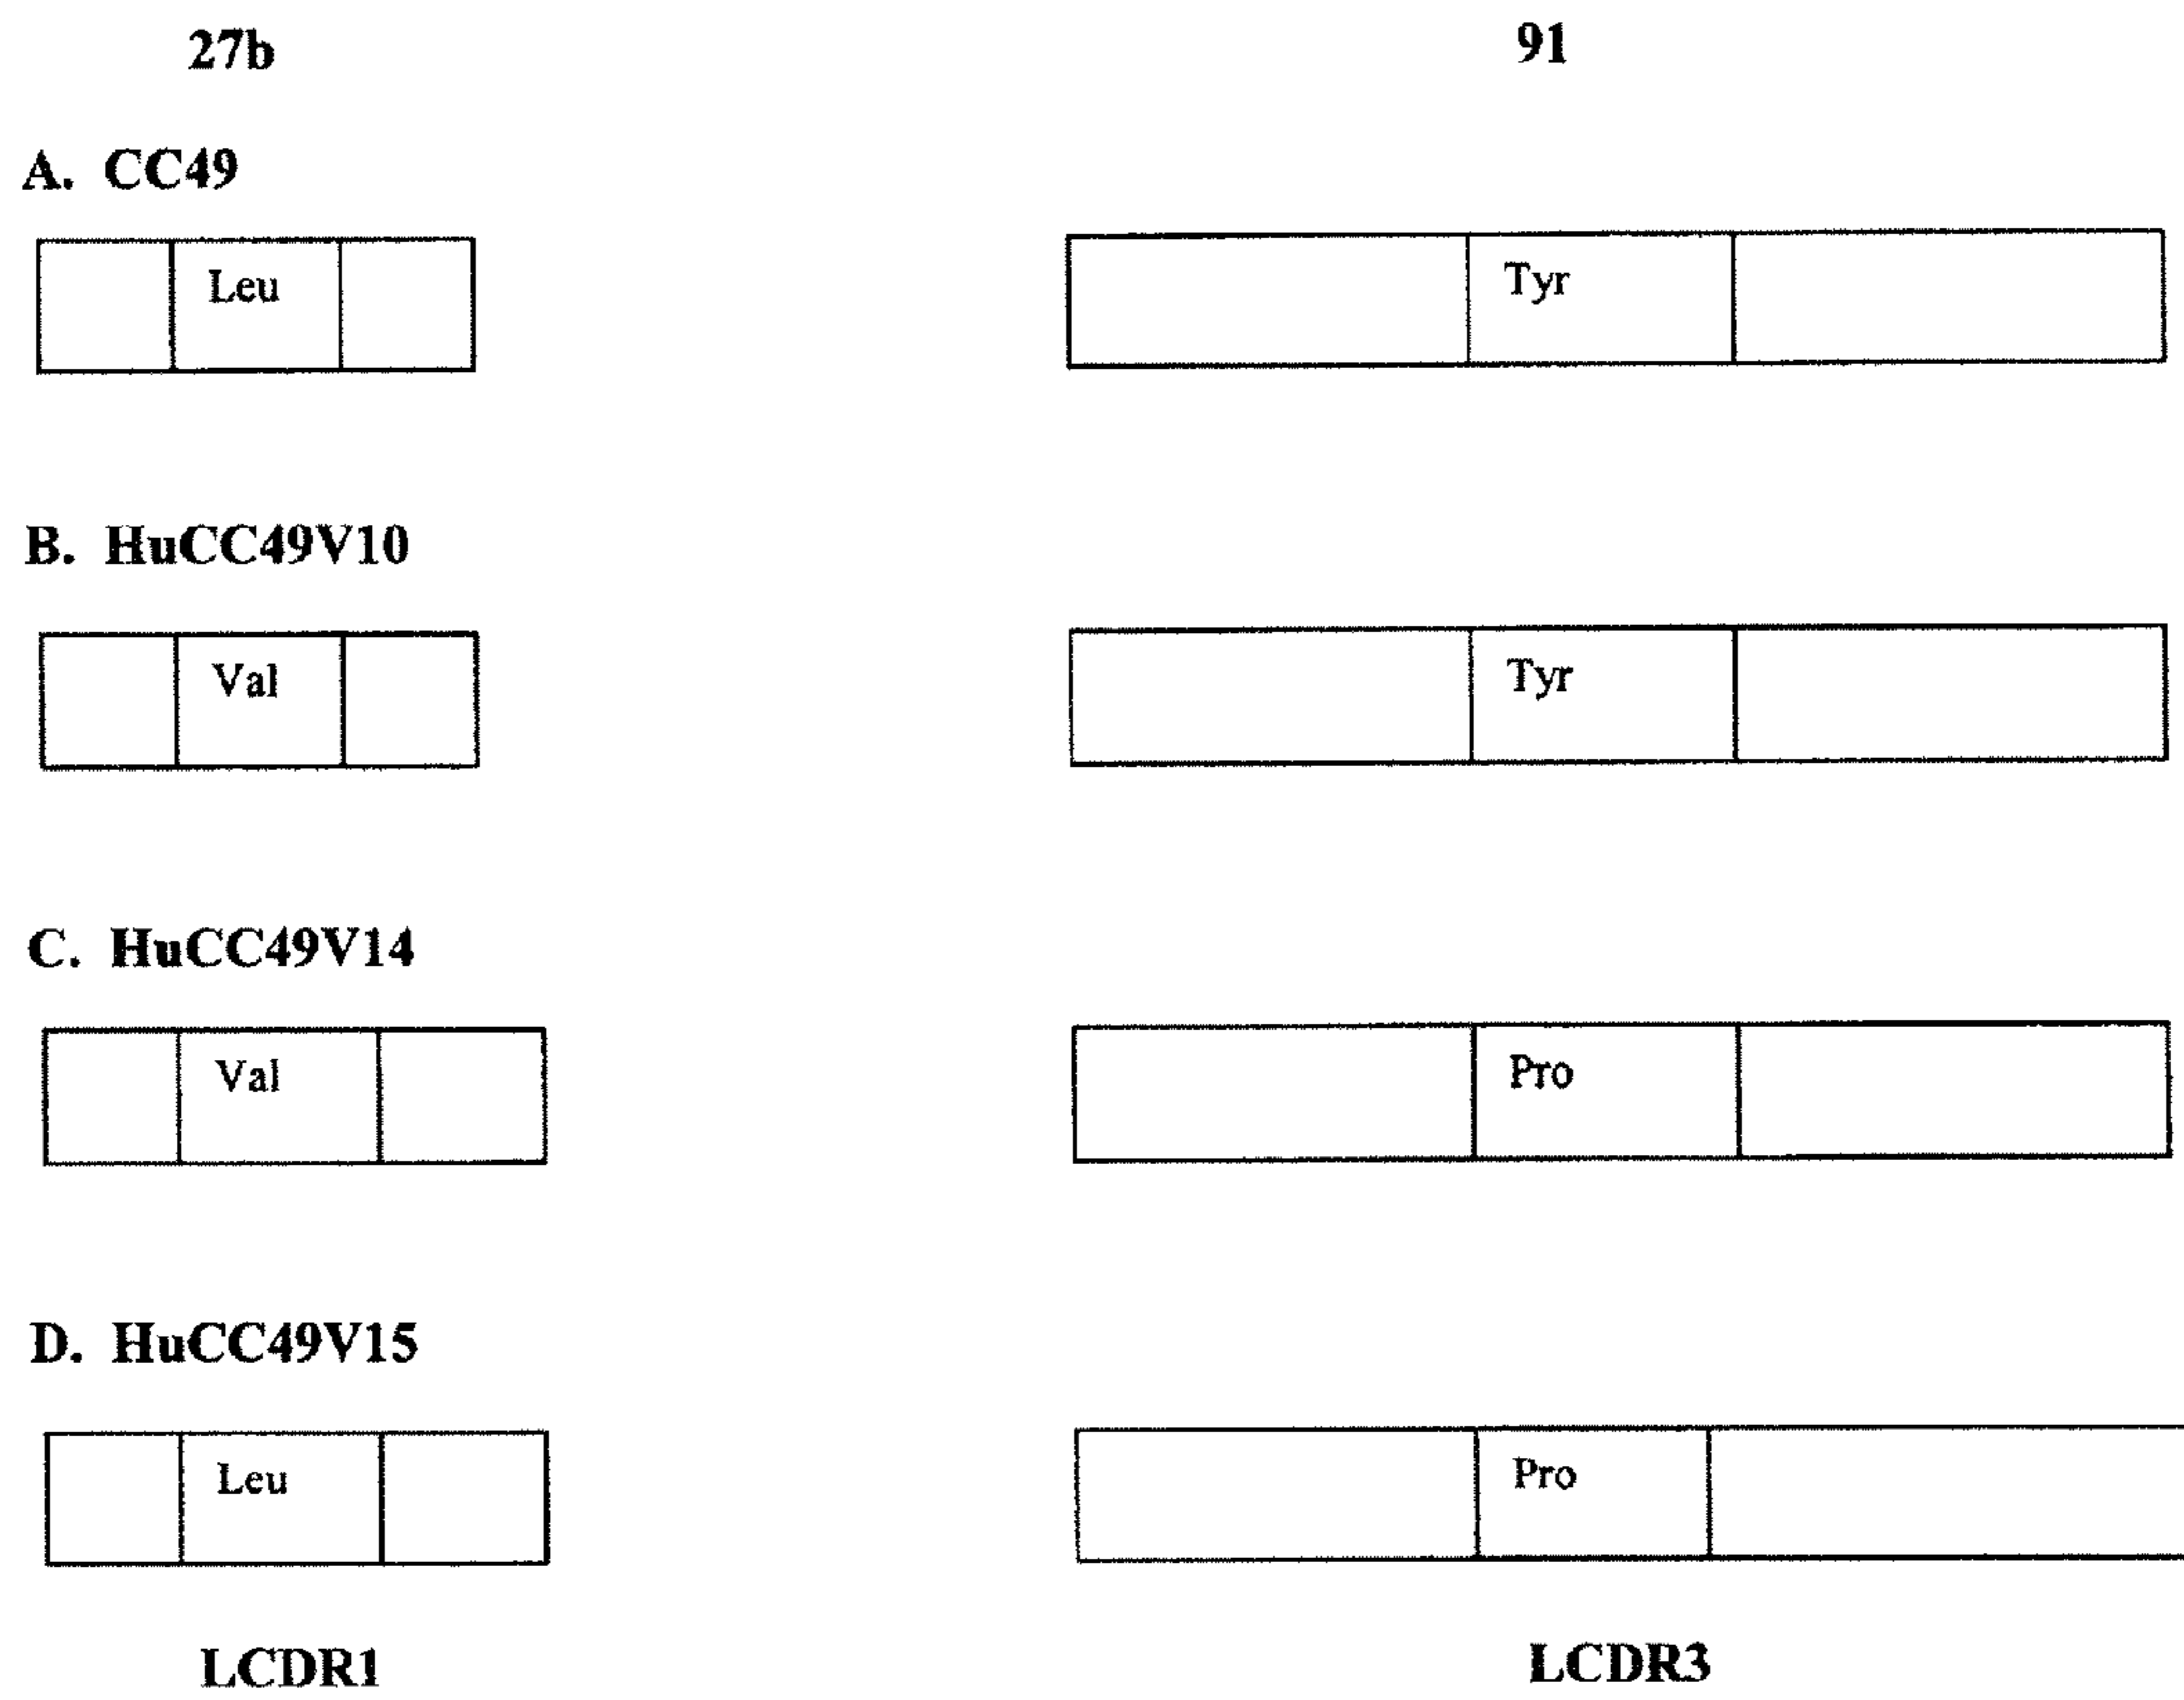 27b 91
A. CC49
Leu Tyr
B. HuCC49V10
Val Tyr
C. HuCC49V14
Val Pro
D. HuCC49V15
Leu Pro
LCDR1 LCDR3